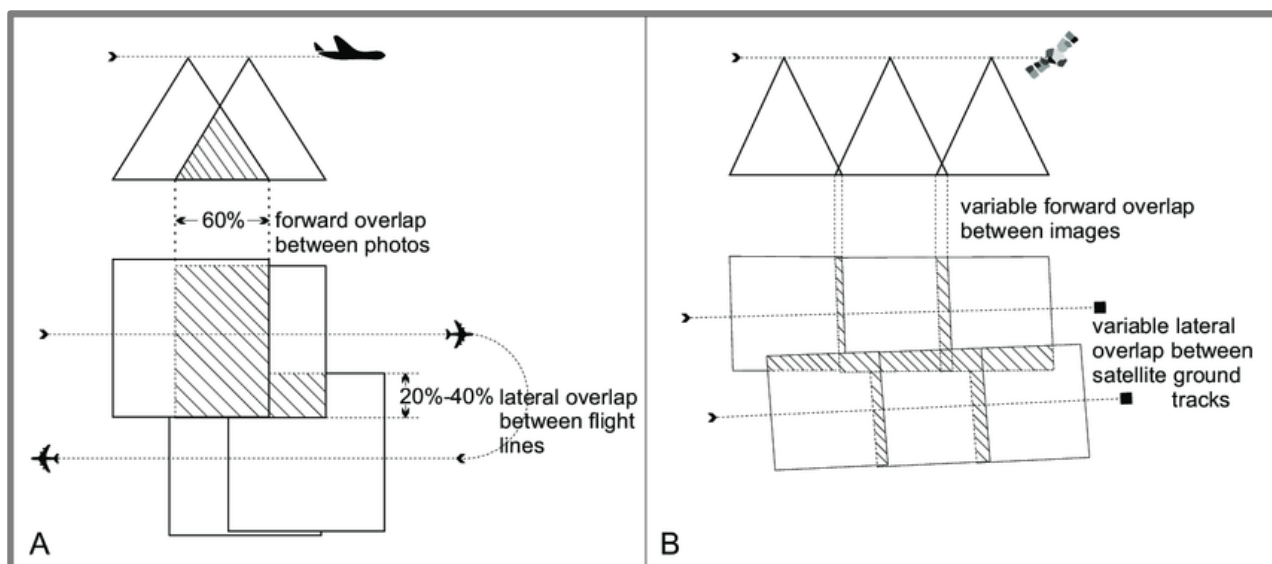 60%
forward overlap
between photos
20%-40%
lateral overlap
between flight
lines
A
variable forward overlap
between images
variable lateral
overlap between
satellite ground
tracks
B